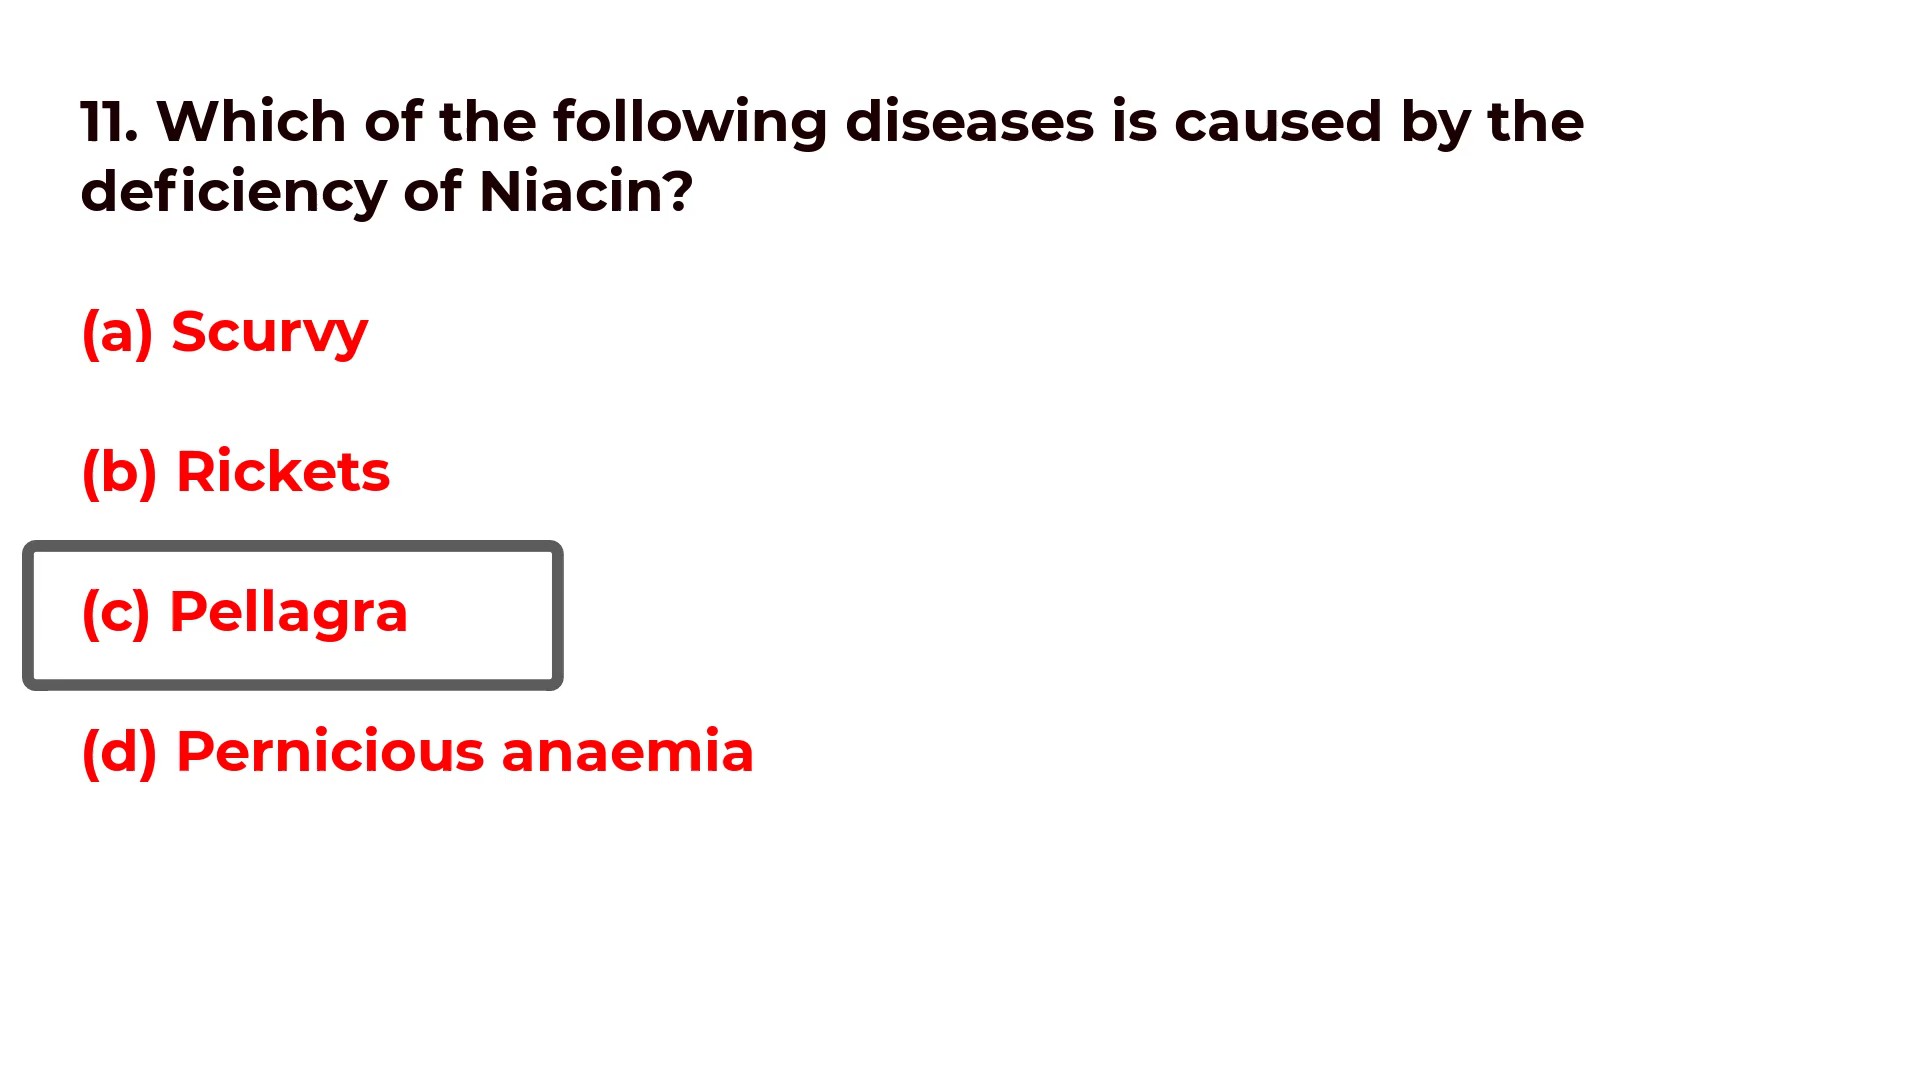 11. Which of the following diseases is caused by the
deficiency of Niacin?
(a) Scurvy
(b) Rickets
(c) Pellagra
(d) Pernicious anaemia